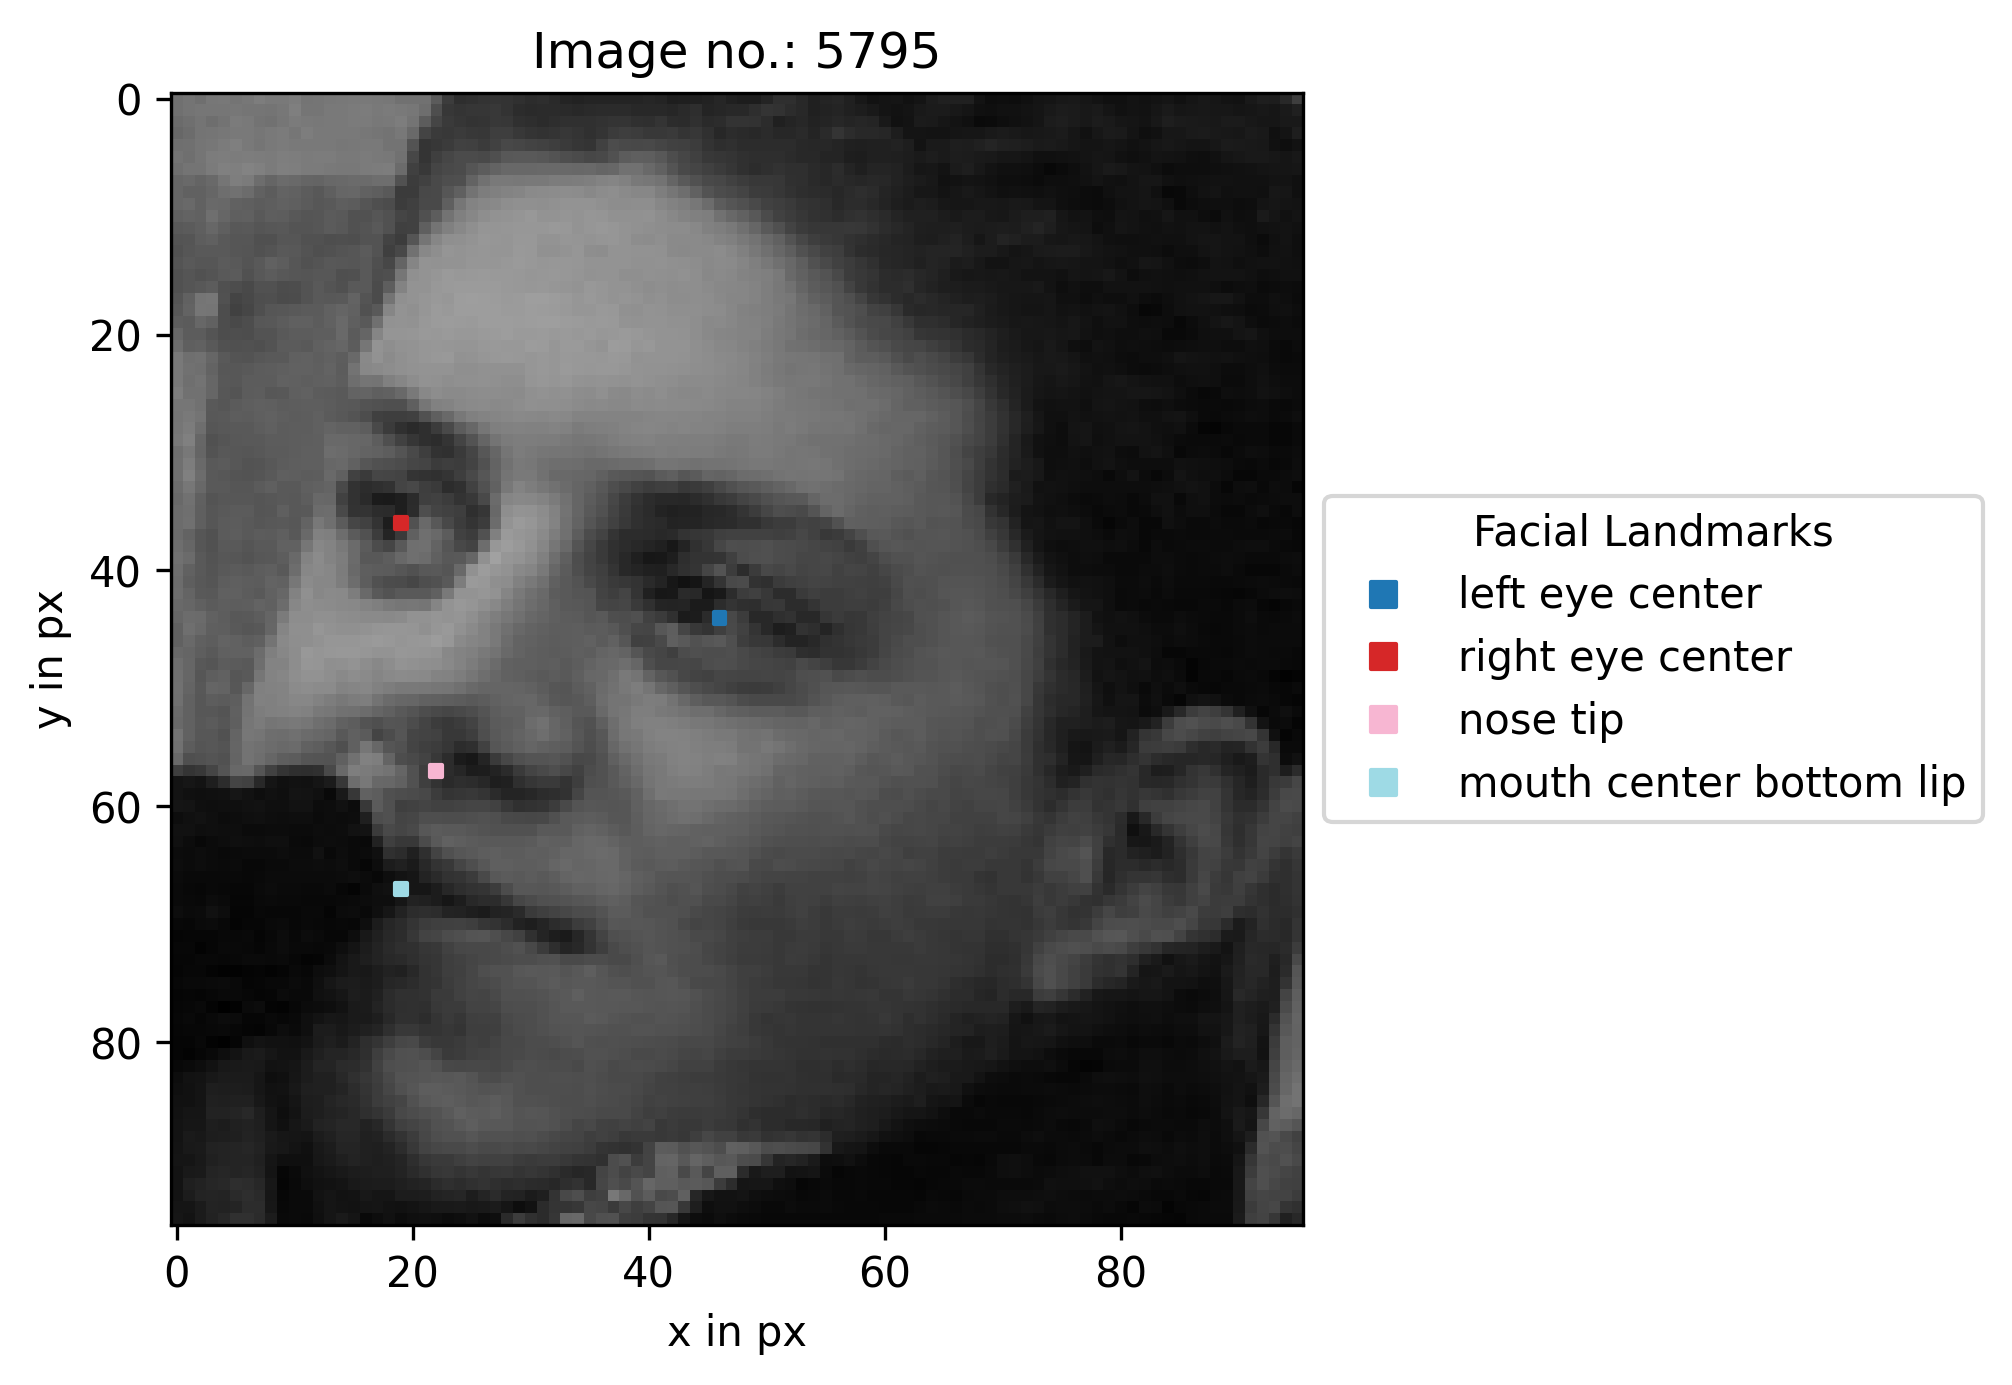 Image no.: 5795
0
20
40
60
80
y in px
0 20 40 60 80
x in px
Facial Landmarks
left eye center
right eye center
nose tip
mouth center bottom lip